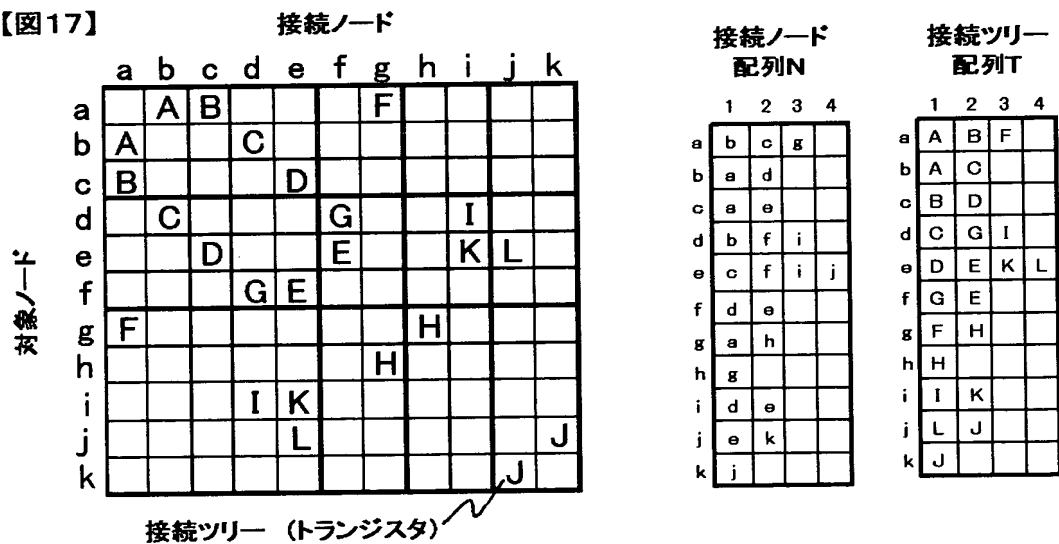 【図17】
接続ノード
a b c d e f g h i j k
a A B F
b A C
c B D
d C G I
e D E K L
f G E
g F H
h H
i I K
j L J
k J
対象ノード
接続ツリー (トランジスタ)
接続ノード
配列N
1 2 3 4
a b c g
b a d
c a e
d b f i
e c f i j
f d e
g a h
h g
i d e
j e k
k j
接続ツリー
配列T
1 2 3 4
a A B F
b A C
c B D
d C G I
e D E K L
f G E
g F H
h H
i I K
j L J
k J